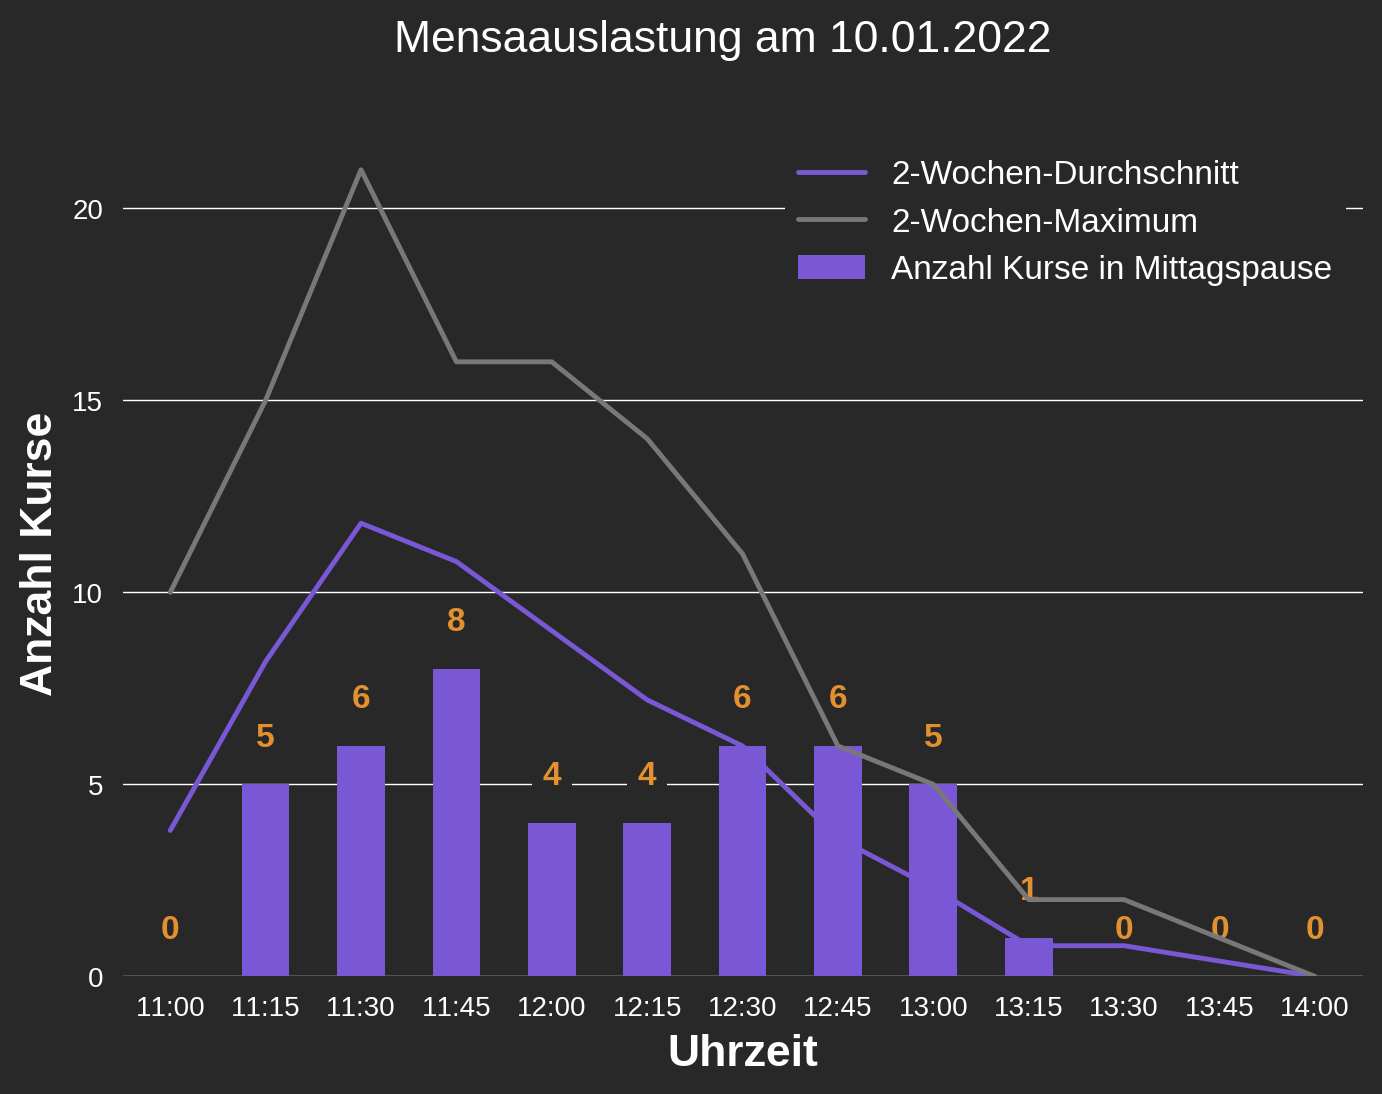 Mensaauslastung am 10.01.2022
2-Wochen-Durchschnitt
2-Wochen-Maximum
Anzahl Kurse in Mittagspause
Anzahl Kurse
20
15
10
5
0
0
5
6
8
4
4
6
6
5
1
0
0
0
11:00 11:15 11:30 11:45 12:00 12:15 12:30 12:45 13:00 13:15 13:30 13:45 14:00
Uhrzeit